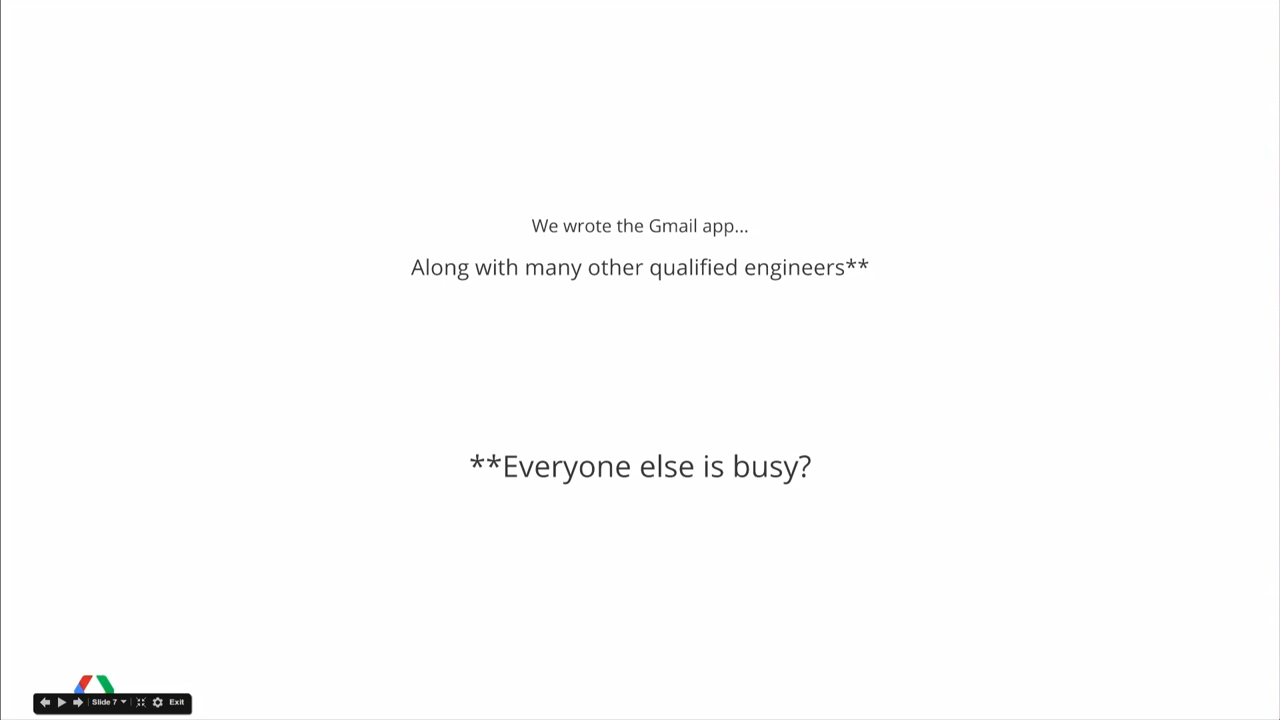 We wrote the Gmail app...
Along with many other qualified engineers**
**Everyone else is busy?
Slide 7 Exit